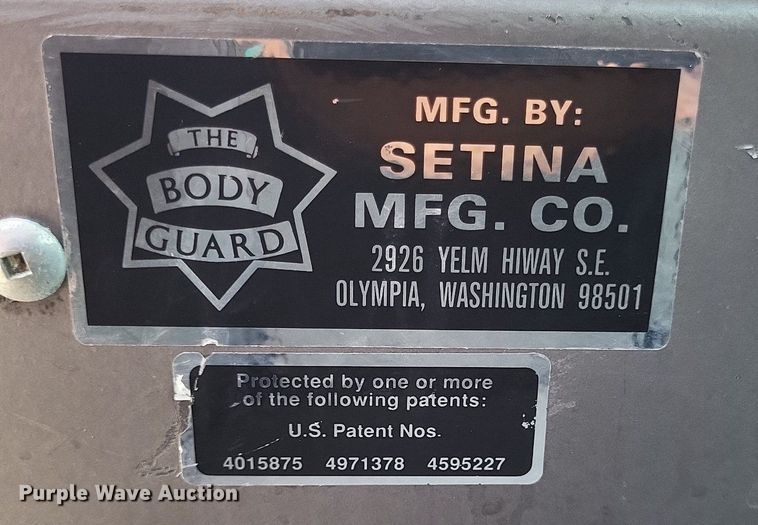 THE
BODY
GUARD
MFG. BY:
SETINA
MFG. CO.
2926 YELM HIWAY S.E.
OLYMPIA, WASHINGTON 98501
Protected by one or more
of the following patents:
U.S. Patent Nos.
4015875 4971378 4595227
Purple Wave Auction